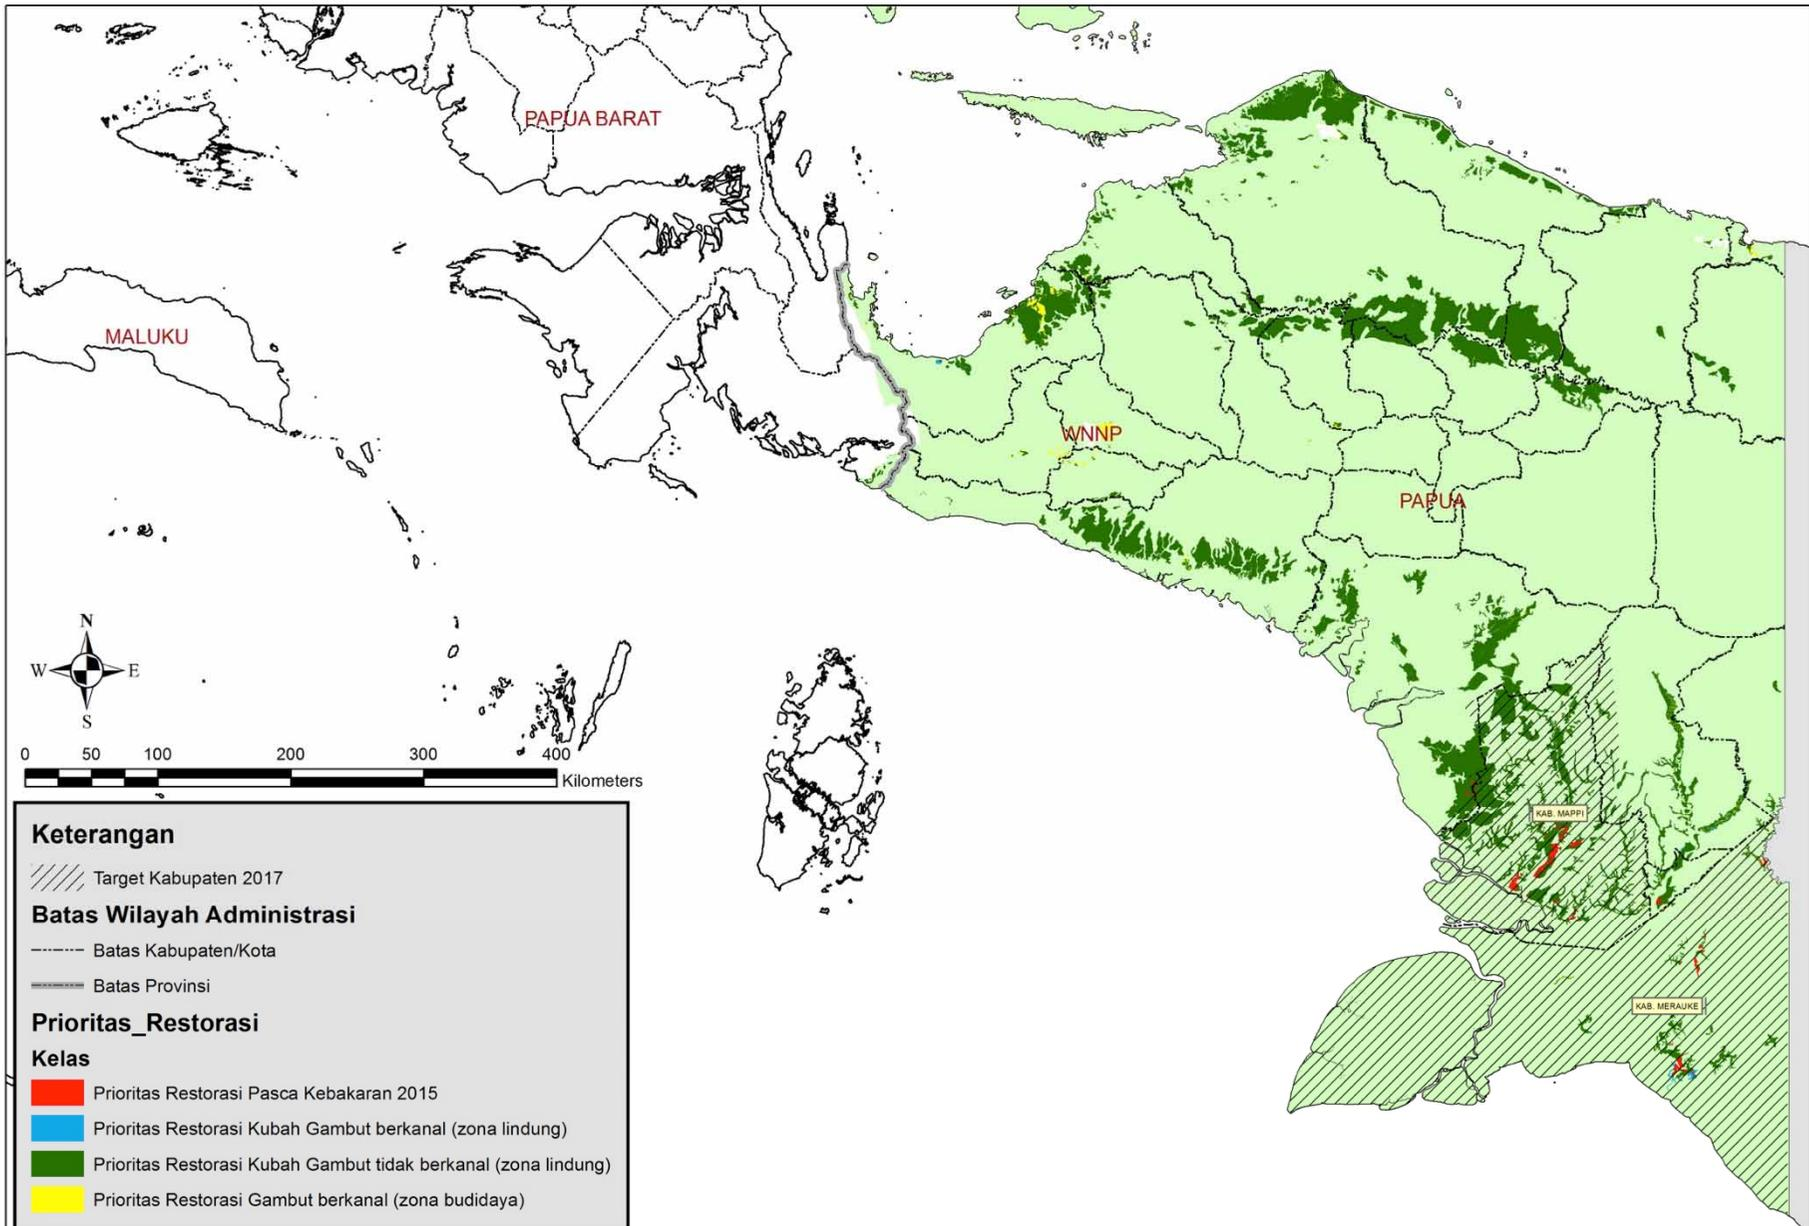 PAPUA BARAT
MALUKU
WNNP
PAPUA
N
W E
S
0 50 100 200 300 400
Kilometers
KAB. MAPPI
KAB. MERAUKE
Keterangan
Target Kabupaten 2017
Batas Wilayah Administrasi
Batas Kabupaten/Kota
Batas Provinsi
Prioritas_Restorasi
Kelas
Prioritas Restorasi Pasca Kebakaran 2015
Prioritas Restorasi Kubah Gambut berkanal (zona lindung)
Prioritas Restorasi Kubah Gambut tidak berkanal (zona lindung)
Prioritas Restorasi Gambut berkanal (zona budidaya)